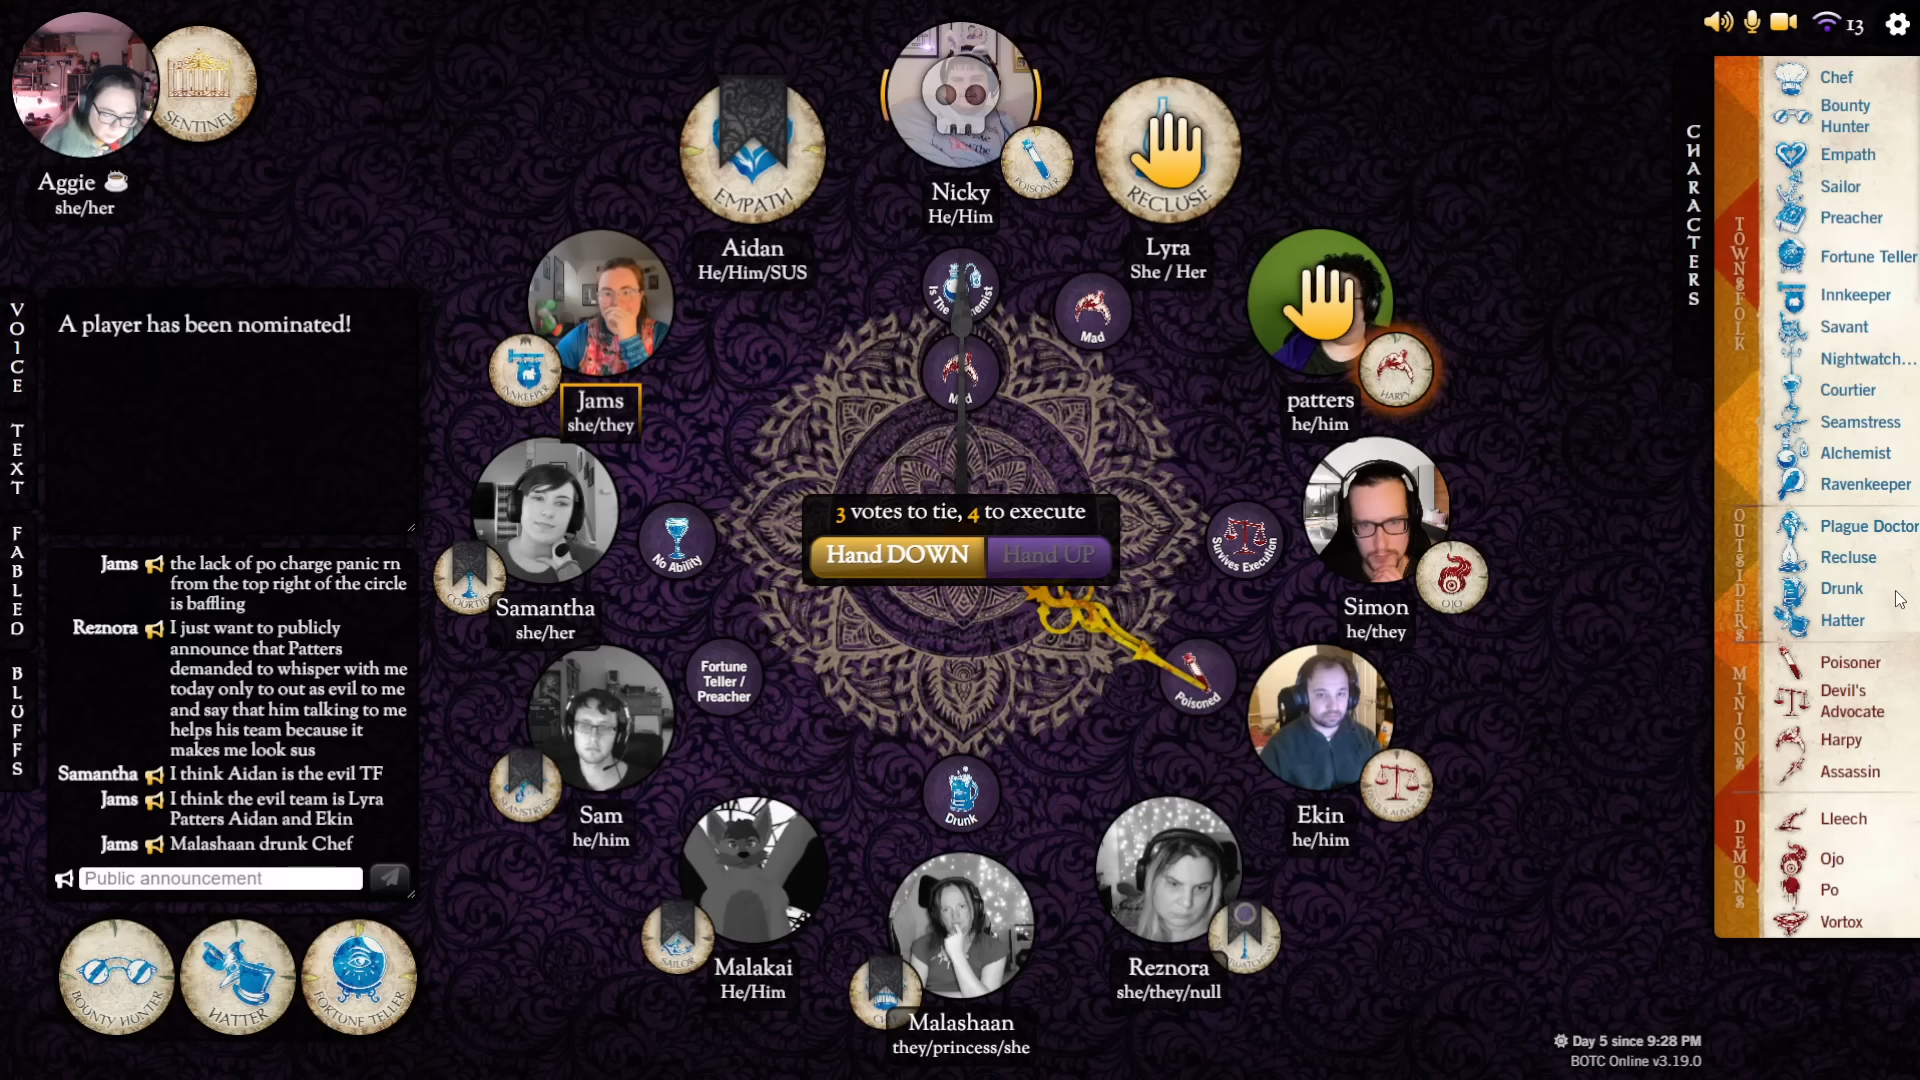 13
SENTINEL
Aggie
she/her
EMPATH
Aidan
He/Him/SUS
POISONER
Nicky
He/Him
RECLUSE
Lyra
She / Her
Is The
Mad
Mad
HARPY
patters
he/him
INNKEEPER
Jams
she/they
COURTIER
Samantha
she/her
No Ability
3 votes to tie, 4 to execute
Hand DOWN
Hand UP
Survives Execution
OJO
Simon
he/they
Fortune
Teller /
Preacher
Sam
he/him
Poisoned
Ekin
he/him
Drunk
SAILOR
Malakai
He/Him
Malashaan
they/princess/she
Reznora
she/they/null
VOICE
TEXT
FABLED
BLUFFS
A player has been nominated!
Jams the lack of po charge panic rn
from the top right of the circle
is baffling
Reznora I just want to publicly
announce that Patters
demanded to whisper with me
today only to out as evil to me
and say that him talking to me
helps his team because it
makes me look sus
Samantha I think Aidan is the evil TF
Jams I think the evil team is Lyra
Patters Aidan and Ekin
Jams Malashaan drunk Chef
Public announcement
BOUNTY HUNTER
HATTER
FORTUNE TELLER
CHARACTERS
TOWNSFOLK
Chef
Bounty
Hunter
Empath
Sailor
Preacher
Fortune Teller
Innkeeper
Savant
Nightwatch...
Courtier
Seamstress
Alchemist
Ravenkeeper
OUTSIDERS
Plague Doctor
Recluse
Drunk
Hatter
MINIONS
Poisoner
Devil's
Advocate
Harpy
Assassin
DEMONS
Lleech
Ojo
Po
Vortox
Day 5 since 9:28 PM
BOTC Online v3.19.0